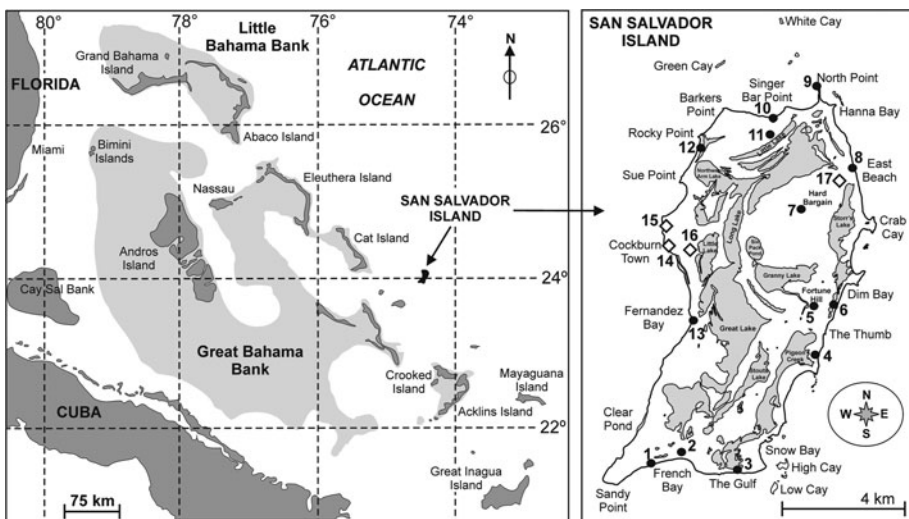 80°
78°
76°
74°
Little
Bahama Bank
Grand Bahama
Island
FLORIDA
ATLANTIC
OCEAN
N
Abaco Island
26°
Miami
Bimini
Islands
Eleuthera Island
Nassau
SAN SALVADOR
ISLAND
Cat Island
Andros
Island
24°
Cay Sal Bank
Great Bahama
Bank
Crooked
Island
Mayaguana
Island
CUBA
Acklins Island
22°
Great Inagua
Island
75 km
SAN SALVADOR
ISLAND
White Cay
Green Cay
Singer
Bar Point
9
North Point
Barkers
Point
10
Hanna Bay
Rocky Point
11
12
8
East
Beach
17
Sue Point
Hard
Bargain
7
Storr's
Lake
15
16
Long Lake
Little Lake
Crab
Cay
Cockburn
Town
14
Granny Lake
Fortune
Hill
Dim Bay
5
6
Fernandez
Bay
13
Great Lake
The Thumb
Pigeon
Creek
4
Stouts
Lake
N
W
E
S
Clear
Pond
1
2
3
Snow Bay
French
Bay
The Gulf
High Cay
Low Cay
Sandy
Point
4 km